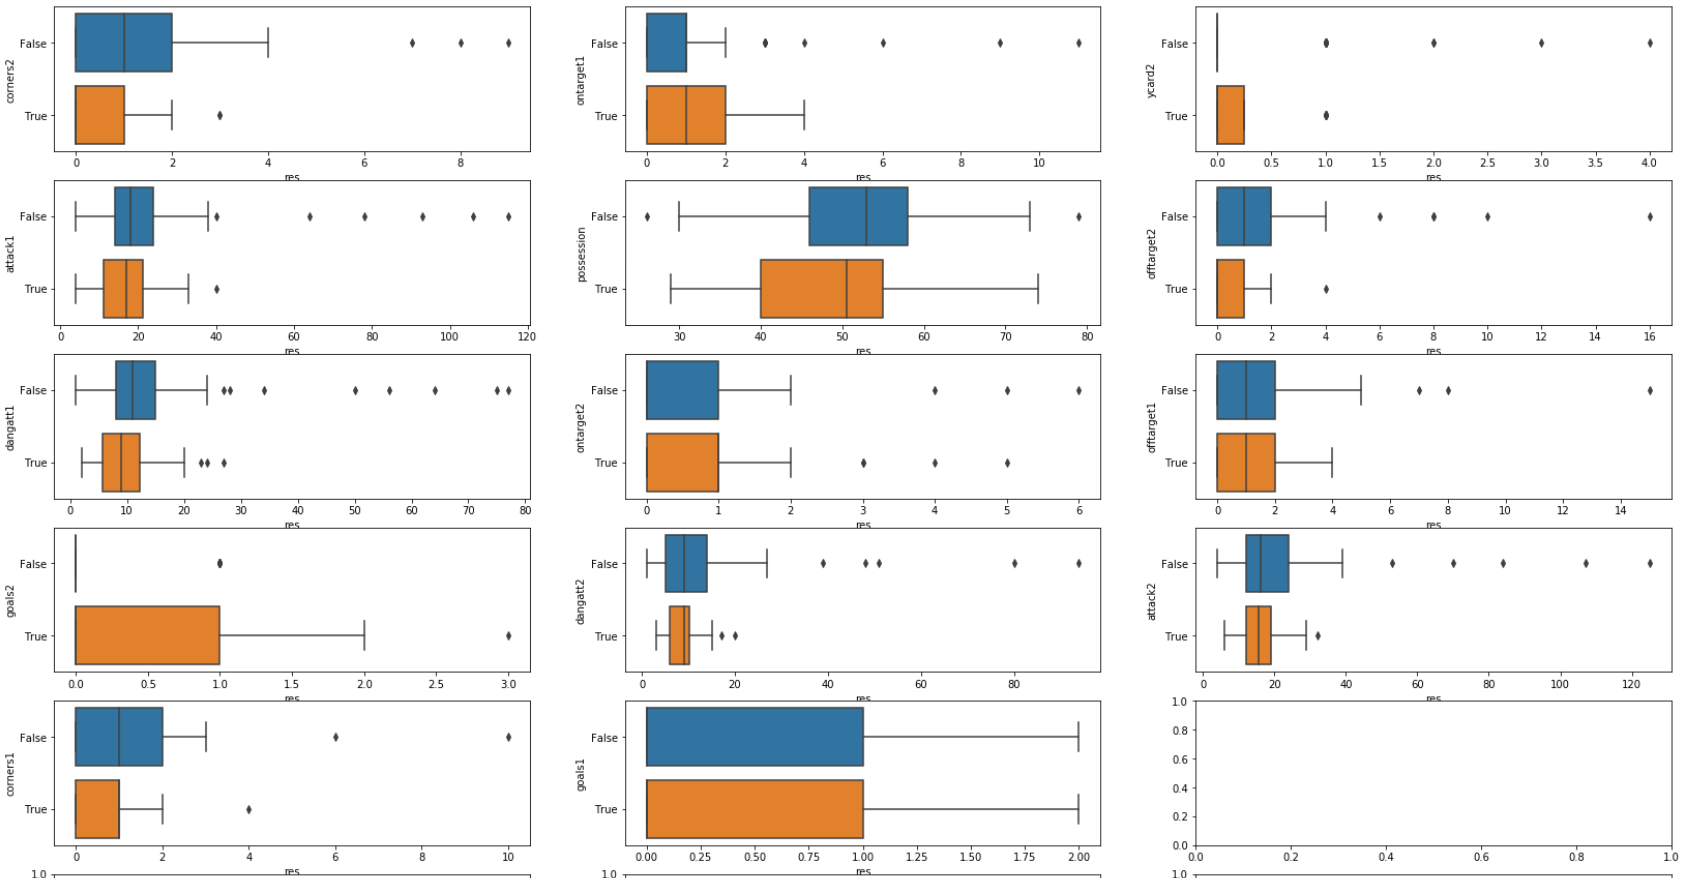 corners2
False
True
0 2 4 6 8
res
ontarget1
False
True
0 2 4 6 8 10
res
ycard2
False
True
0.0 0.5 1.0 1.5 2.0 2.5 3.0 3.5 4.0
res
attack1
False
True
0 20 40 60 80 100 120
res
possession
False
True
30 40 50 60 70 80
res
offtarget2
False
True
0 2 4 6 8 10 12 14 16
res
dangatt1
False
True
0 10 20 30 40 50 60 70 80
res
ontarget2
False
True
0 1 2 3 4 5 6
res
offtarget1
False
True
0 2 4 6 8 10 12 14
res
goals2
False
True
0.0 0.5 1.0 1.5 2.0 2.5 3.0
res
dangatt2
False
True
0 20 40 60 80
res
attack2
False
True
0 20 40 60 80 100 120
res
corners1
False
True
0 2 4 6 8 10
res
goals1
False
True
0.00 0.25 0.50 0.75 1.00 1.25 1.50 1.75 2.00
res
1.0
0.8
0.6
0.4
0.2
0.0
0.0 0.2 0.4 0.6 0.8 1.0
1.0
1.0
1.0